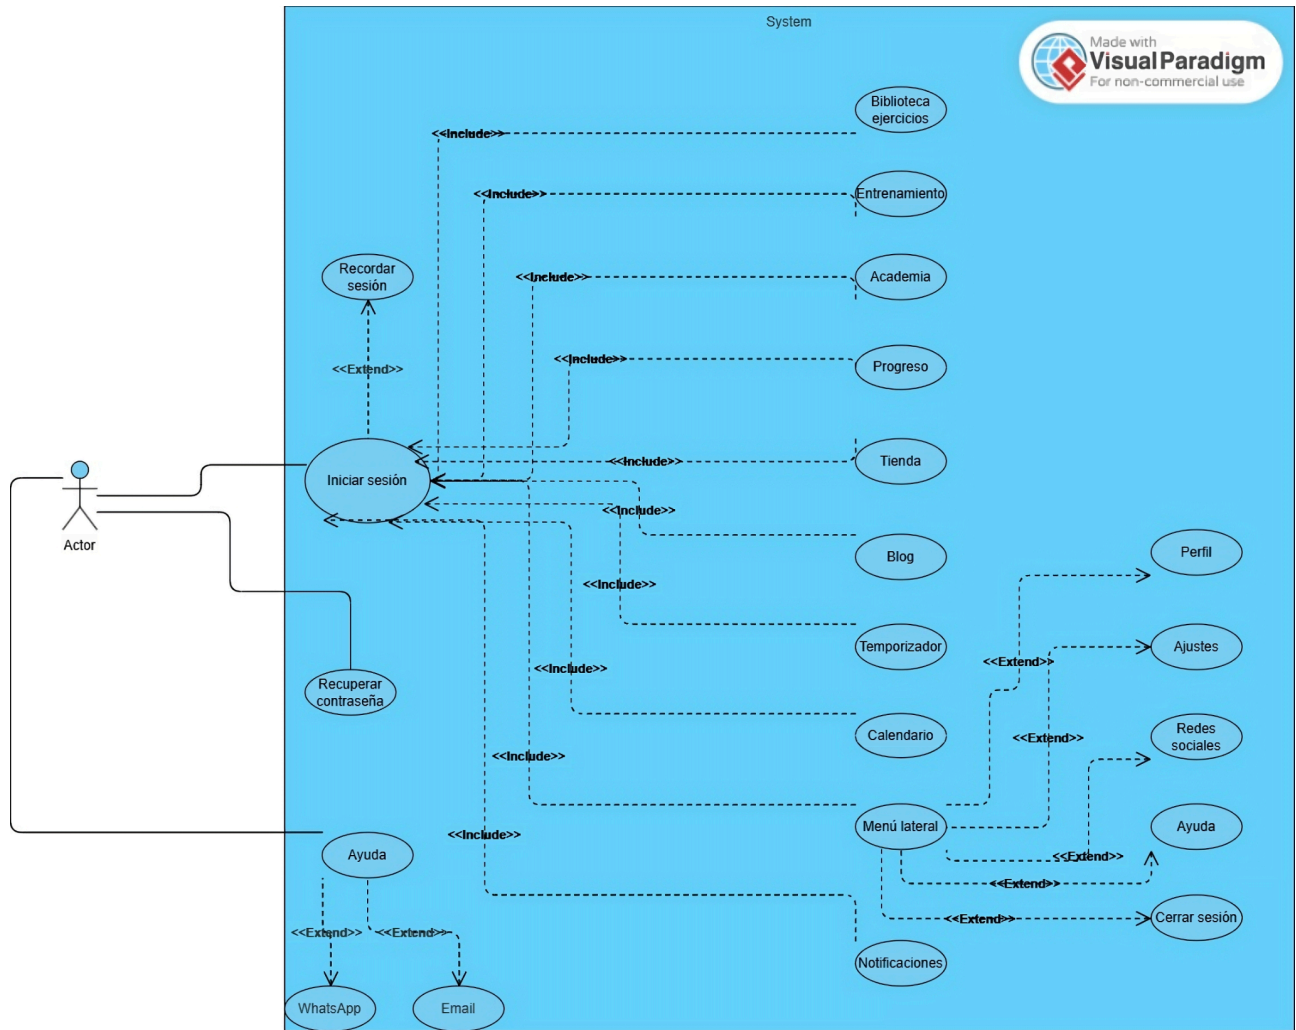 System
Made with
Visual Paradigm
For non-commercial use
Biblioteca
ejercicios
<<Include>>
Entrenamiento
<<Include>>
Recordar
sesión
Academia
<<Include>>
Progreso
<<Include>>
<<Extend>>
Tienda
<<Include>>
Iniciar sesión
<<Include>>
Actor
Blog
Perfil
<<Include>>
Temporizador
Ajustes
<<Extend>>
<<Include>>
Recuperar
contraseña
Calendario
Redes
sociales
<<Extend>>
<<Include>>
Menú lateral
Ayuda
<<Include>>
Ayuda
<<Extend>>
<<Extend>>
Cerrar sesión
<<Extend>>
<<Extend>>
<<Extend>>
Notificaciones
WhatsApp
Email